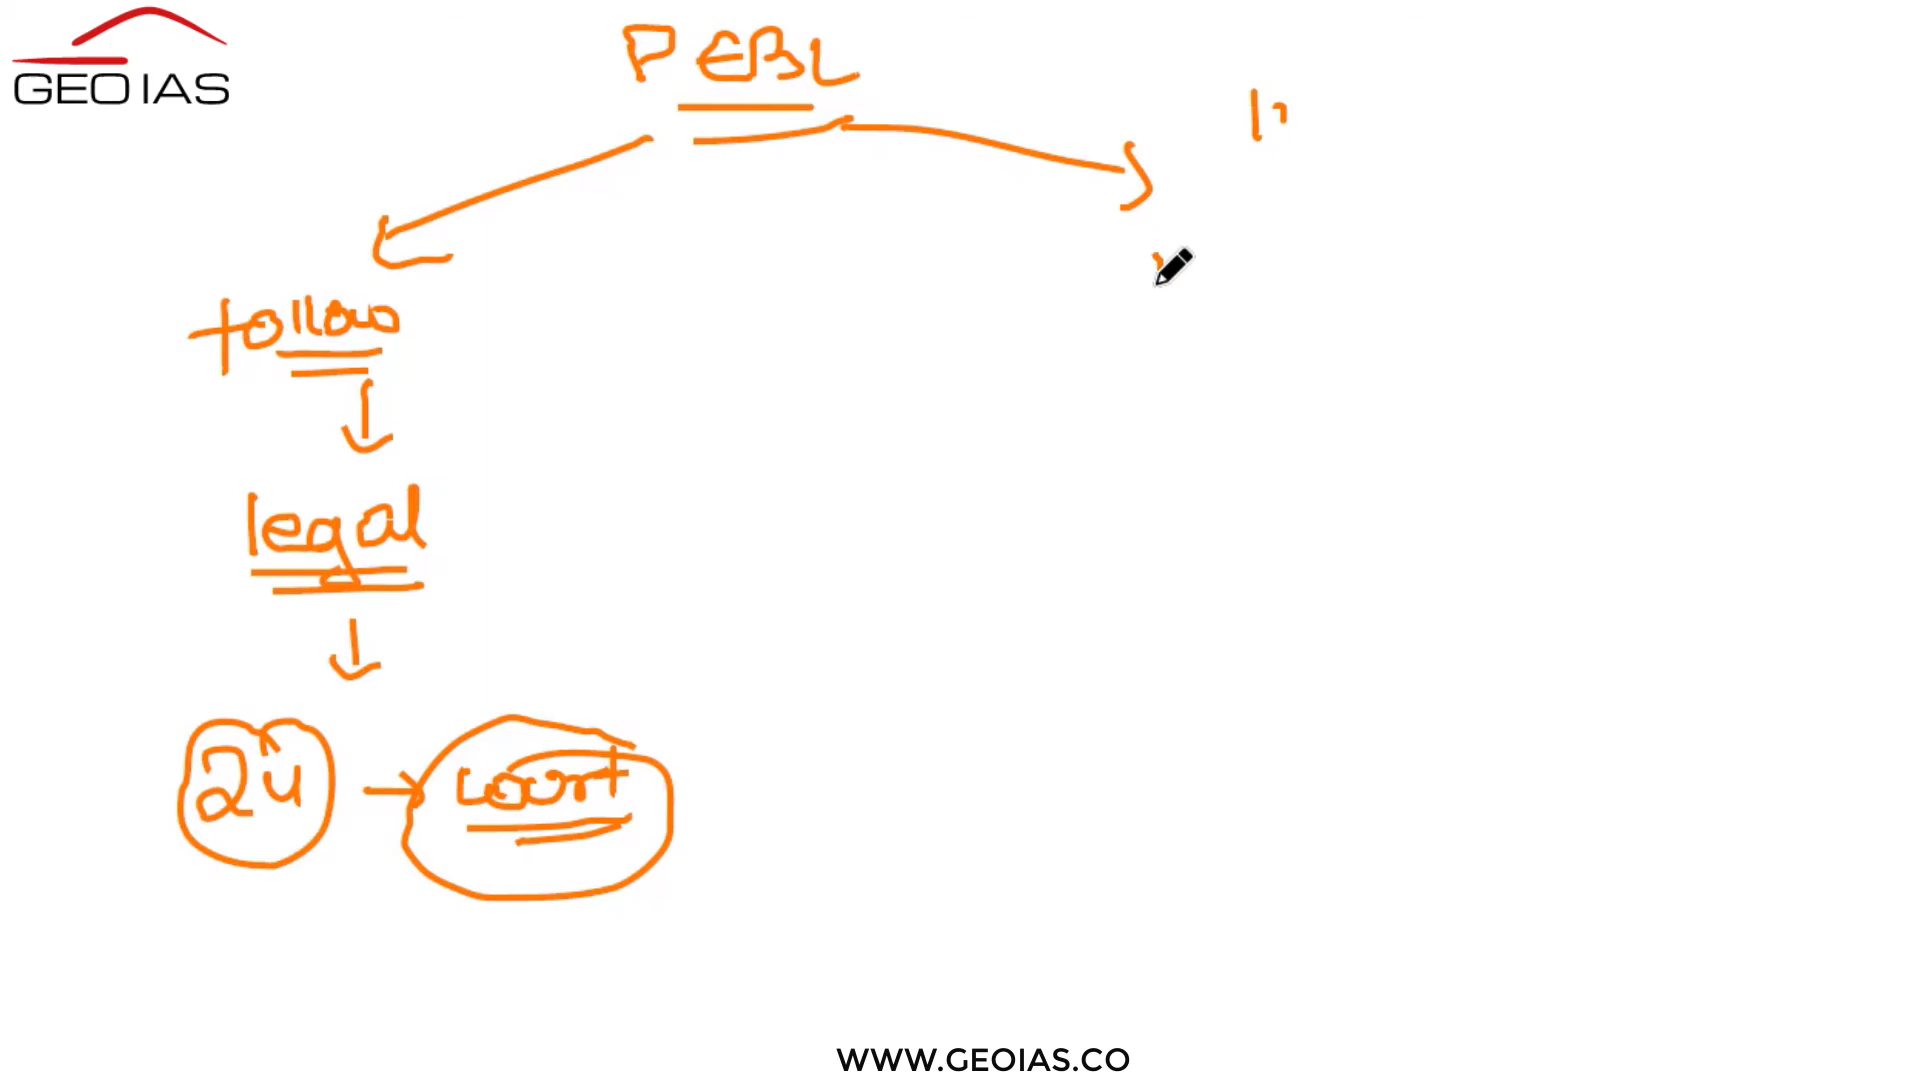 GEO IAS
PEBL
follow
legal
24 → court
WWW.GEOIAS.CO